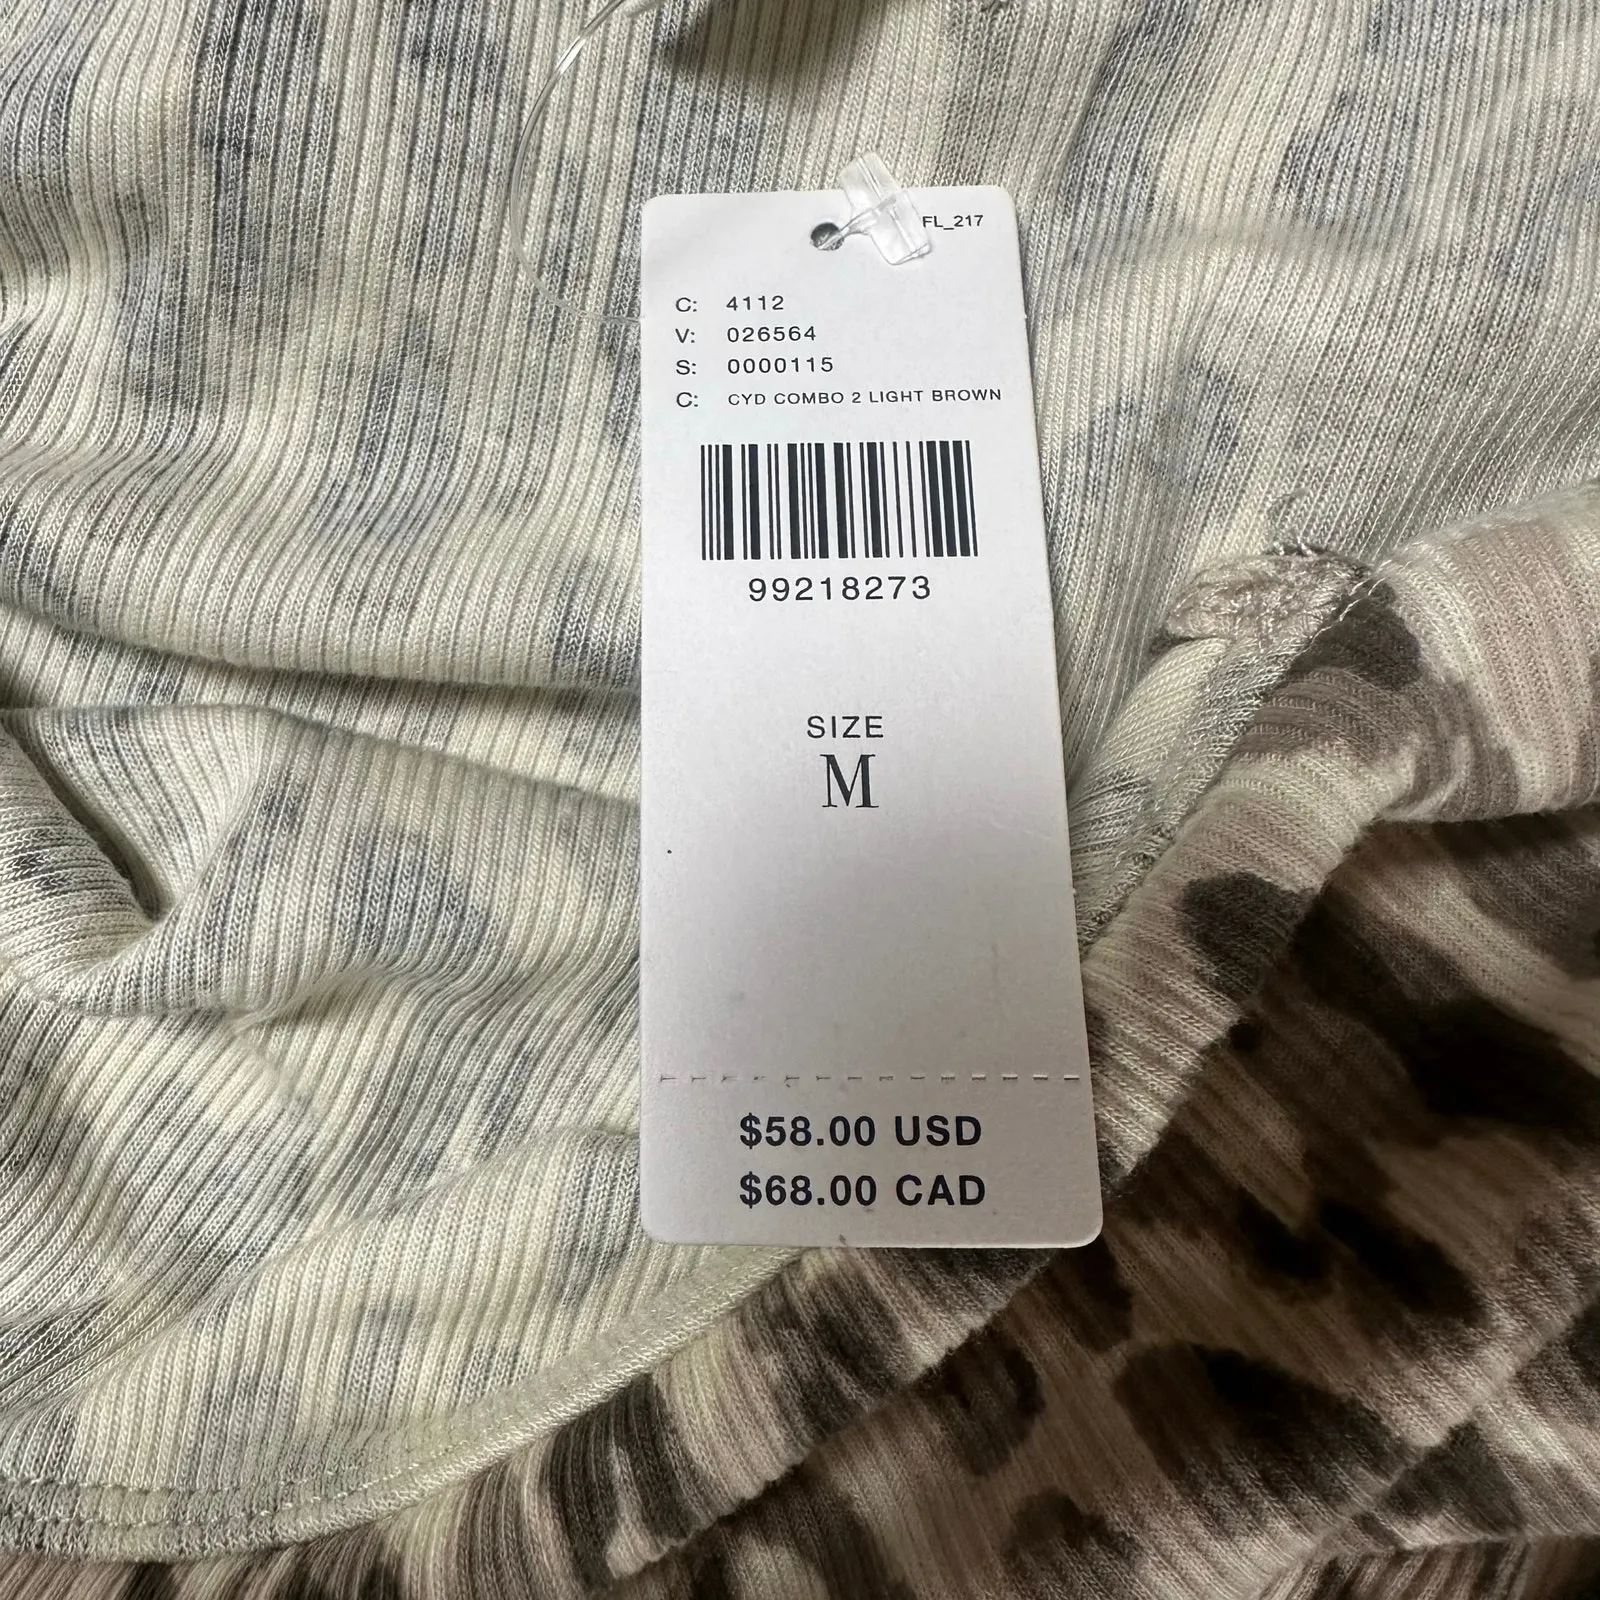 FL_217
C: 4112
V: 026564
S: 0000115
C: CYD COMBO 2 LIGHT BROWN
99218273
SIZE
M
$58.00 USD
$68.00 CAD